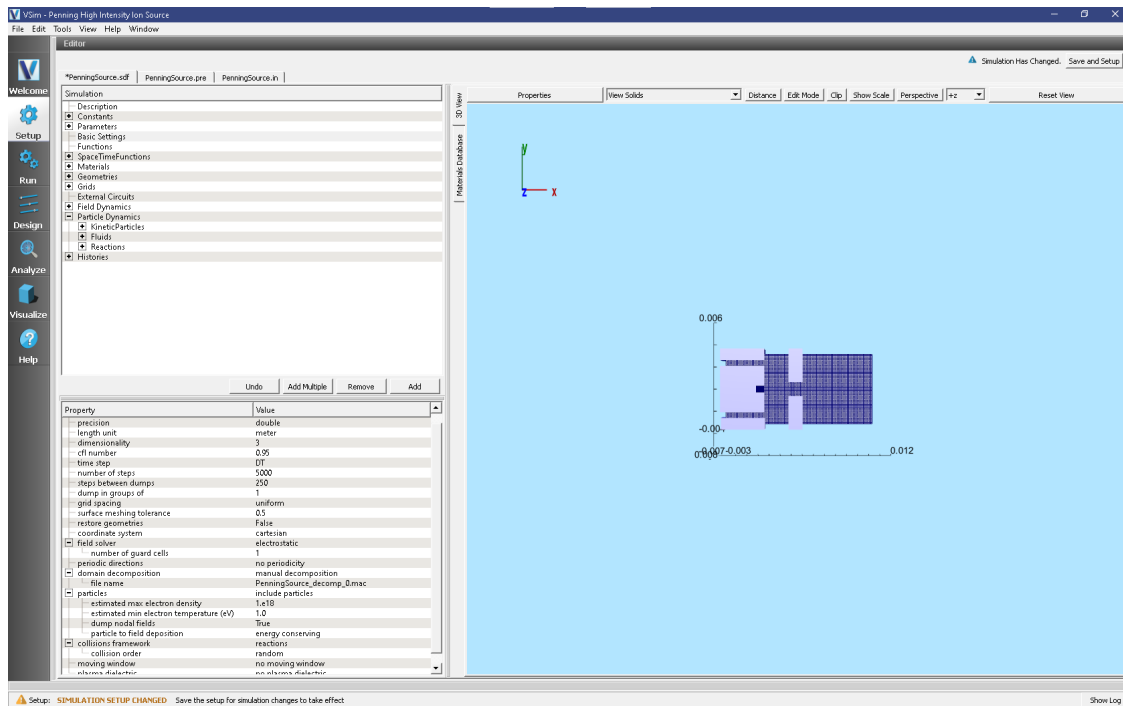 VSim - Penning High Intensity Ion Source
File Edit Tools View Help Window
Editor
Simulation Has Changed. Save and Setup
*PenningSource.sdf PenningSource.pre PenningSource.in
Welcome
Setup
Run
Design
Analyze
Visualize
Help
Simulation
Description
Constants
Parameters
Basic Settings
Functions
SpaceTimeFunctions
Materials
Geometries
Grids
External Circuits
Field Dynamics
Particle Dynamics
KineticParticles
Fluids
Reactions
Histories
Undo Add Multiple Remove Add
Property Value
precision double
length unit meter
dimensionality 3
cfl number 0.95
time step DT
number of steps 5000
steps between dumps 250
dump in groups of 1
grid spacing uniform
surface meshing tolerance 0.5
restore geometries False
coordinate system cartesian
field solver electrostatic
number of guard cells 1
periodic directions no periodicity
domain decomposition manual decomposition
file name PenningSource_decomp_0.mac
particles include particles
estimated max electron density 1.e18
estimated min electron temperature (eV) 1.0
dump nodal fields True
particle to field deposition energy conserving
collisions framework reactions
collision order random
moving window no moving window
plasma dielectric no plasma dielectric
3D View
Materials Database
Properties View Solids Distance Edit Mode Clip Show Scale Perspective +z Reset View
y
z x
0.006
-0.00
-0.003 0.012
Setup: SIMULATION SETUP CHANGED Save the setup for simulation changes to take effect
Show Log